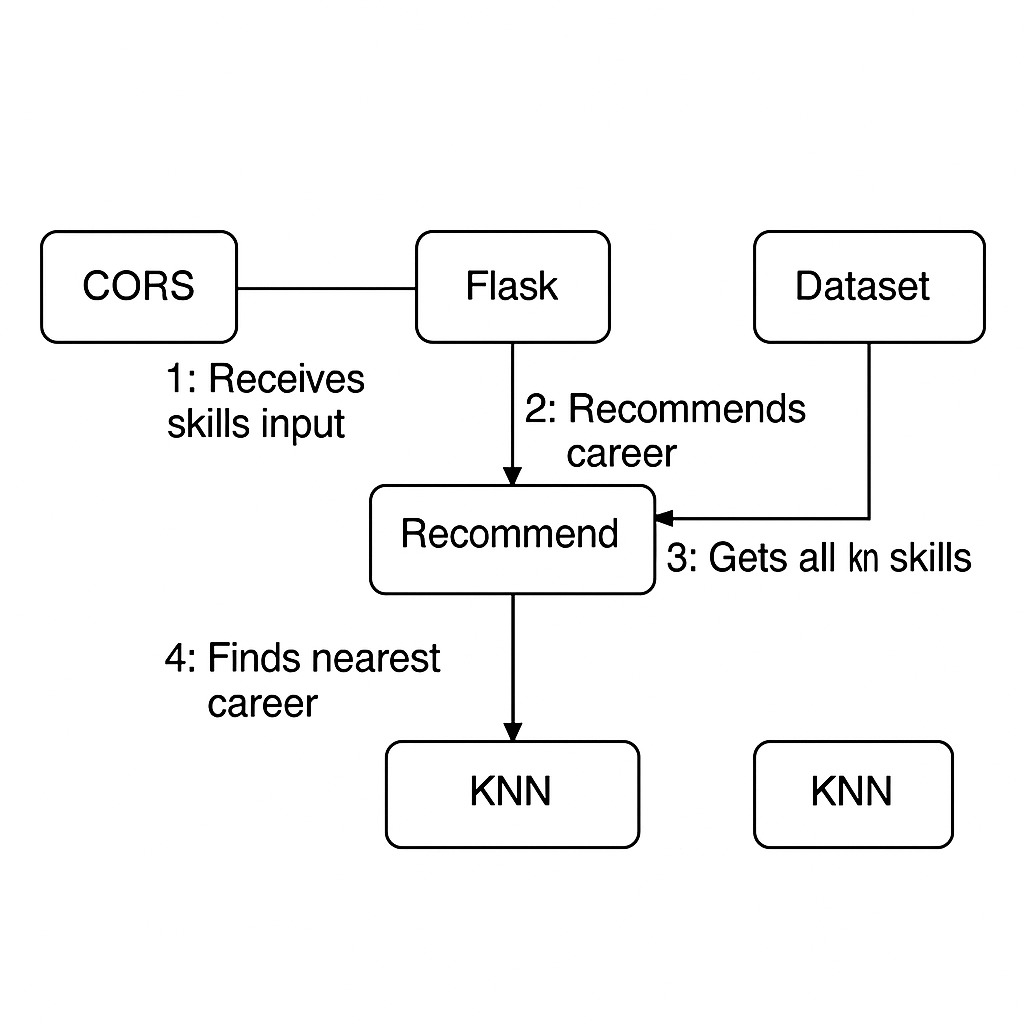 CORS
Flask
Dataset
1: Receives
skills input
2: Recommends
career
Recommend
3: Gets all kn skills
4: Finds nearest
career
KNN
KNN